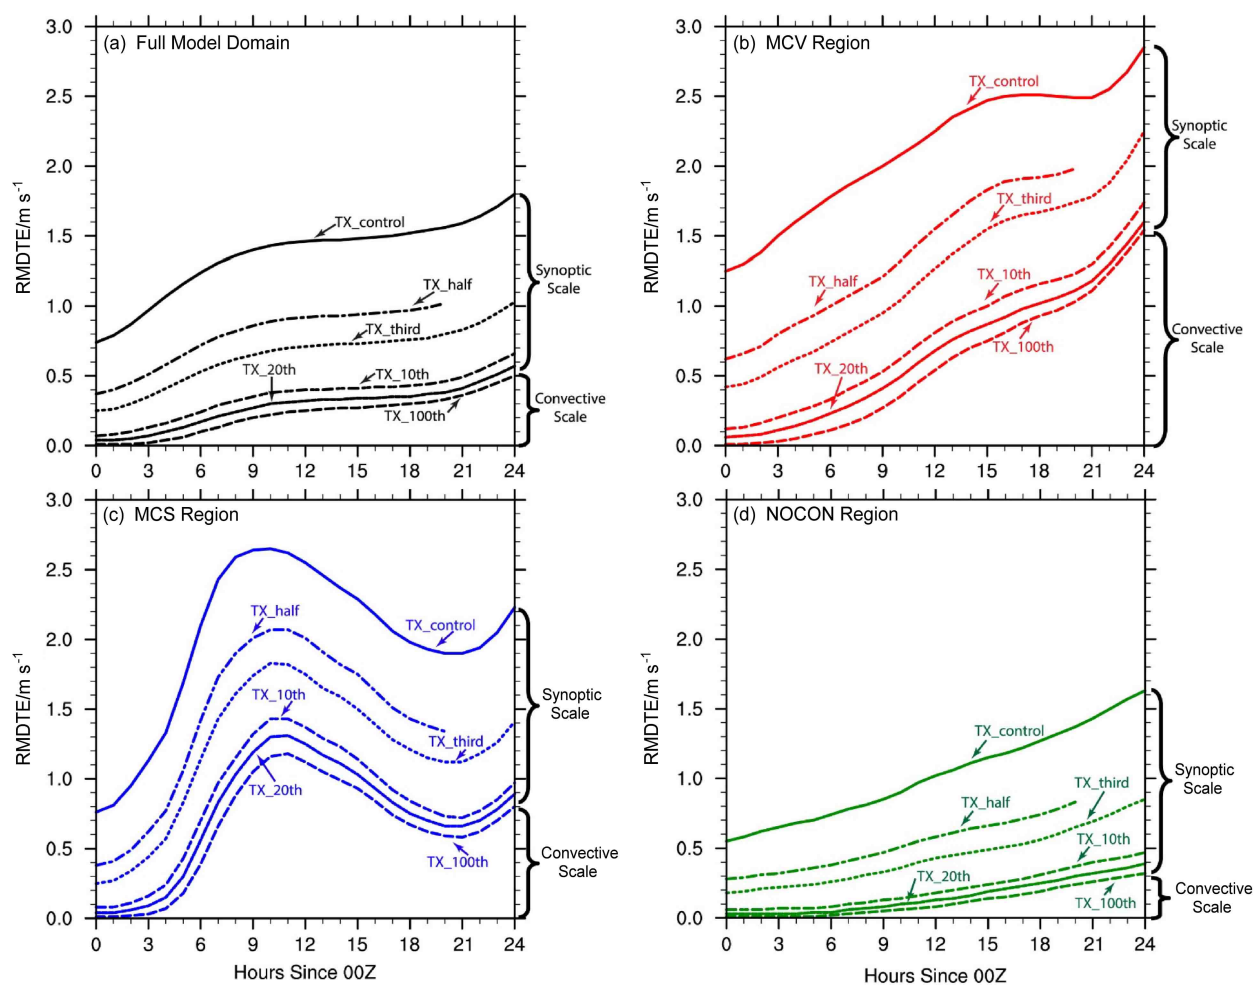 (a) Full Model Domain
RMDTE/m s⁻¹
3.0
2.5
2.0
1.5
1.0
0.5
0.0
TX_control
TX_half
TX_third
TX_20th
TX_10th
TX_100th
Synoptic
Scale
Convective
Scale
0 3 6 9 12 15 18 21 24
(b) MCV Region
RMDTE/m s⁻¹
3.0
2.5
2.0
1.5
1.0
0.5
0.0
TX_control
TX_third
TX_half
TX_10th
TX_100th
TX_20th
Synoptic
Scale
Convective
Scale
0 3 6 9 12 15 18 21 24
(c) MCS Region
RMDTE/m s⁻¹
3.0
2.5
2.0
1.5
1.0
0.5
0.0
TX_half
TX_control
TX_10th
TX_third
TX_20th
TX_100th
Synoptic
Scale
Convective
Scale
0 3 6 9 12 15 18 21 24
Hours Since 00Z
(d) NOCON Region
RMDTE/m s⁻¹
3.0
2.5
2.0
1.5
1.0
0.5
0.0
TX_control
TX_half
TX_third
TX_10th
TX_20th
TX_100th
Synoptic
Scale
Convective
Scale
0 3 6 9 12 15 18 21 24
Hours Since 00Z